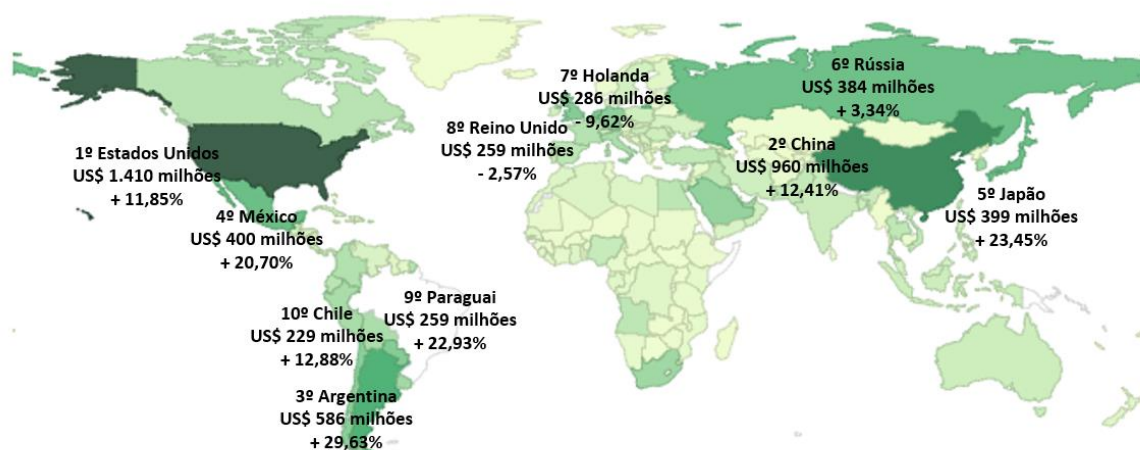 1º Estados Unidos
US$ 1.410 milhões
+ 11,85%
2º China
US$ 960 milhões
+ 12,41%
3º Argentina
US$ 586 milhões
+ 29,63%
4º México
US$ 400 milhões
+ 20,70%
5º Japão
US$ 399 milhões
+ 23,45%
6º Rússia
US$ 384 milhões
+ 3,34%
7º Holanda
US$ 286 milhões
- 9,62%
8º Reino Unido
US$ 259 milhões
- 2,57%
9º Paraguai
US$ 259 milhões
+ 22,93%
10º Chile
US$ 229 milhões
+ 12,88%